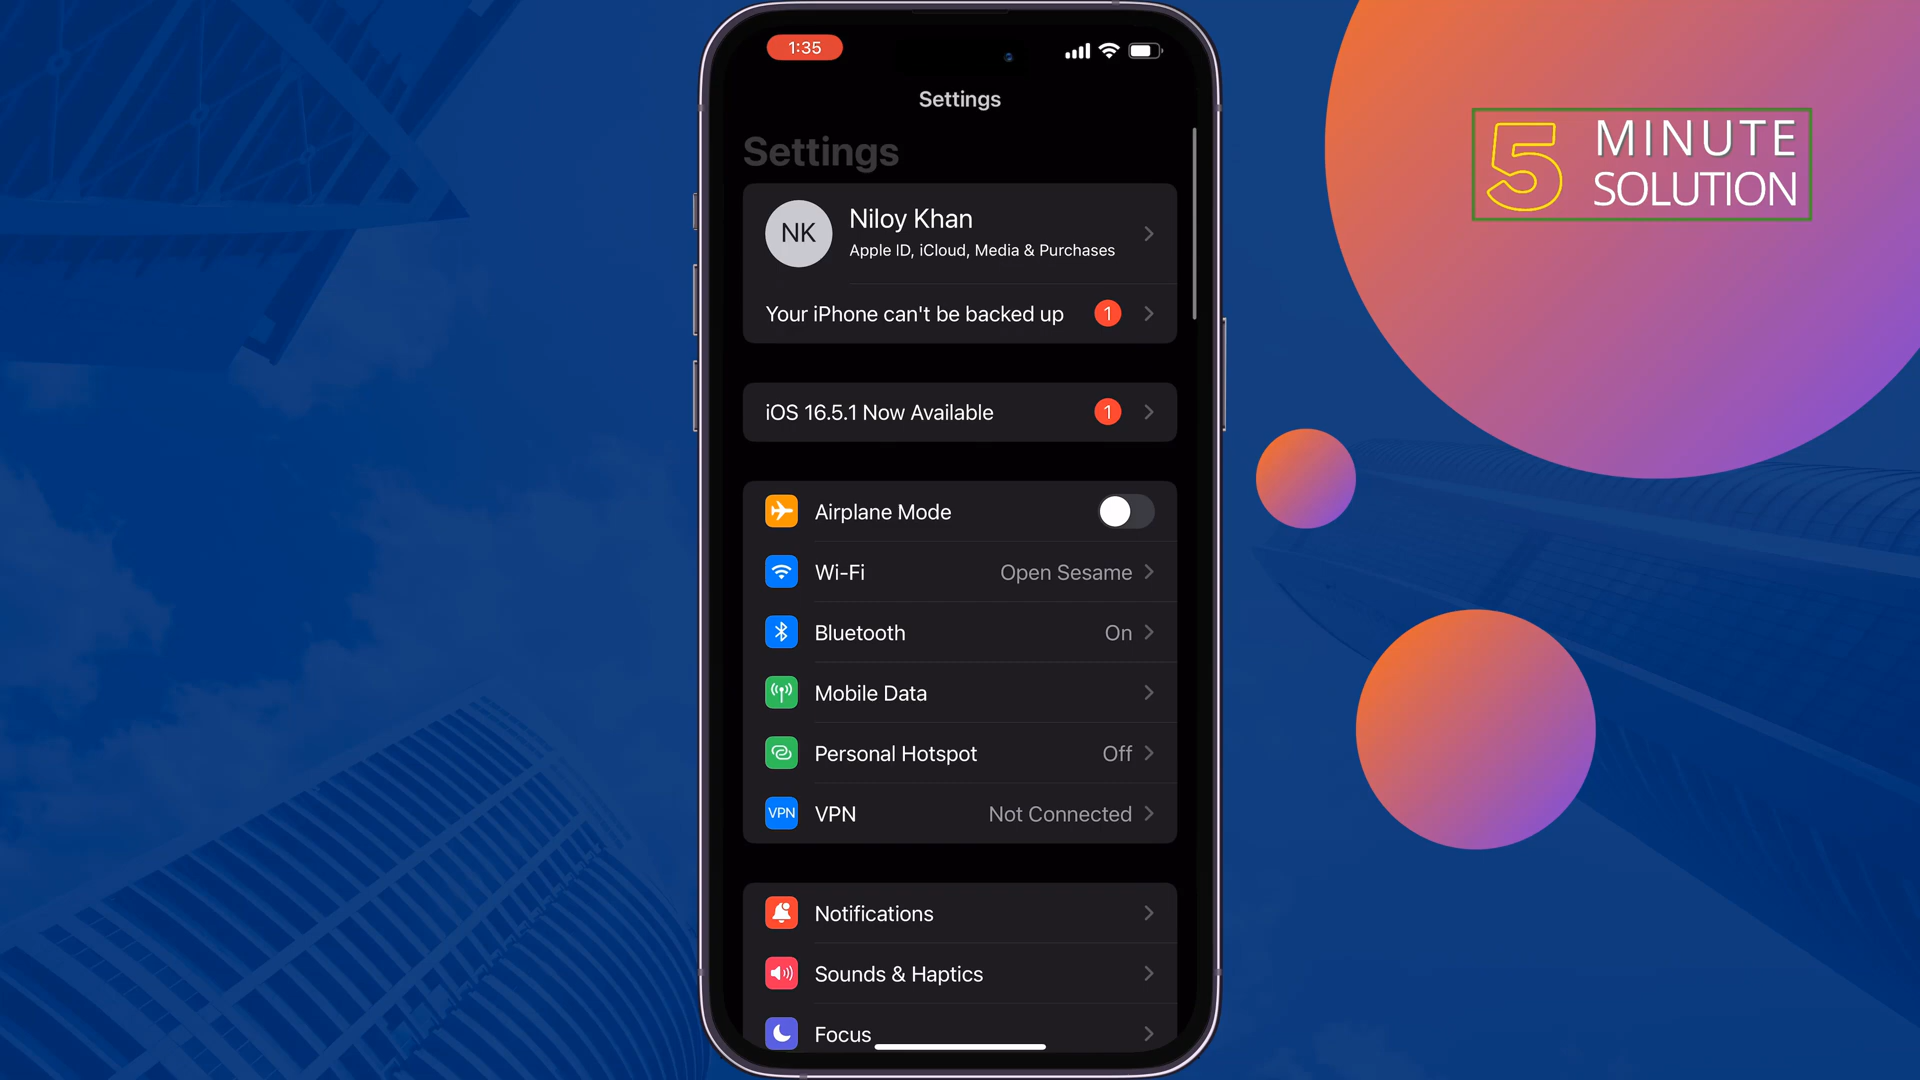 1:35
Settings
Settings
NK
Niloy Khan
Apple ID, iCloud, Media & Purchases
Your iPhone can't be backed up 1
iOS 16.5.1 Now Available 1
Airplane Mode
Wi-Fi Open Sesame
Bluetooth On
Mobile Data
Personal Hotspot Off
VPN VPN Not Connected
Notifications
Sounds & Haptics
Focus
5 MINUTE
SOLUTION